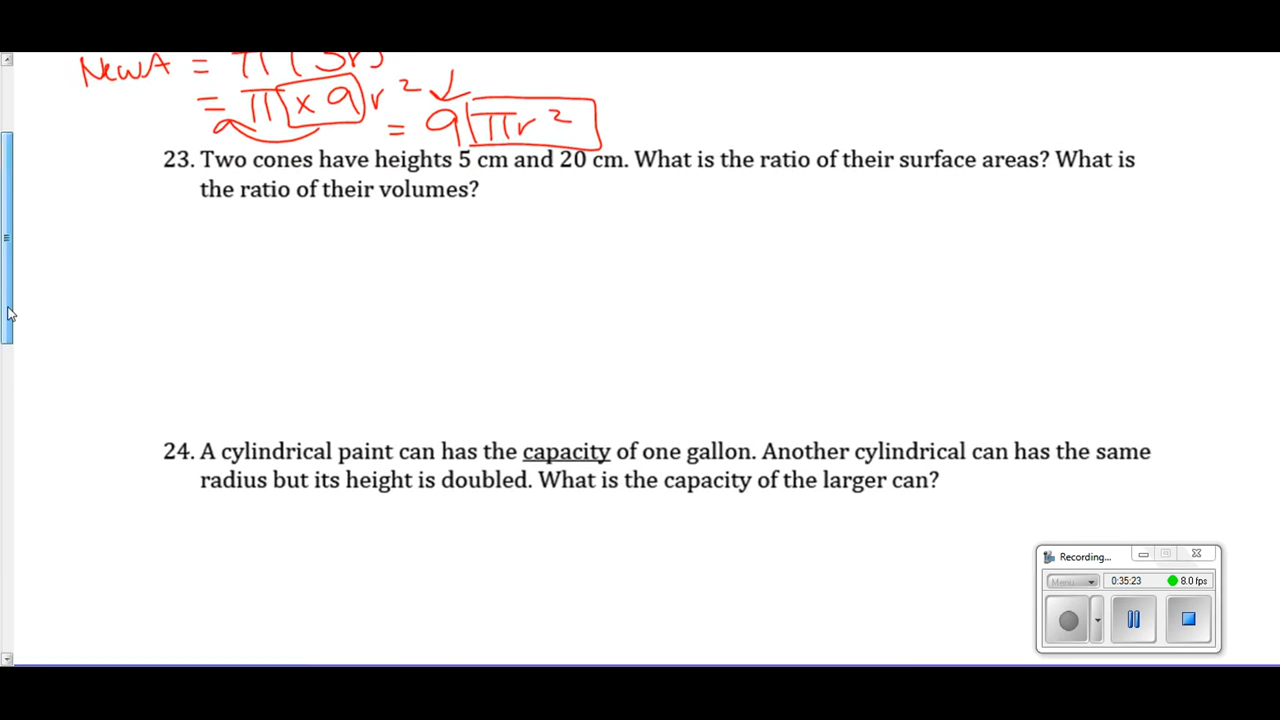 NewA = π(3r)
= π × 9 r² = 9 πr²
23. Two cones have heights 5 cm and 20 cm. What is the ratio of their surface areas? What is
the ratio of their volumes?
24. A cylindrical paint can has the capacity of one gallon. Another cylindrical can has the same
radius but its height is doubled. What is the capacity of the larger can?
Recording...
Menu 0:35:23 8.0 fps